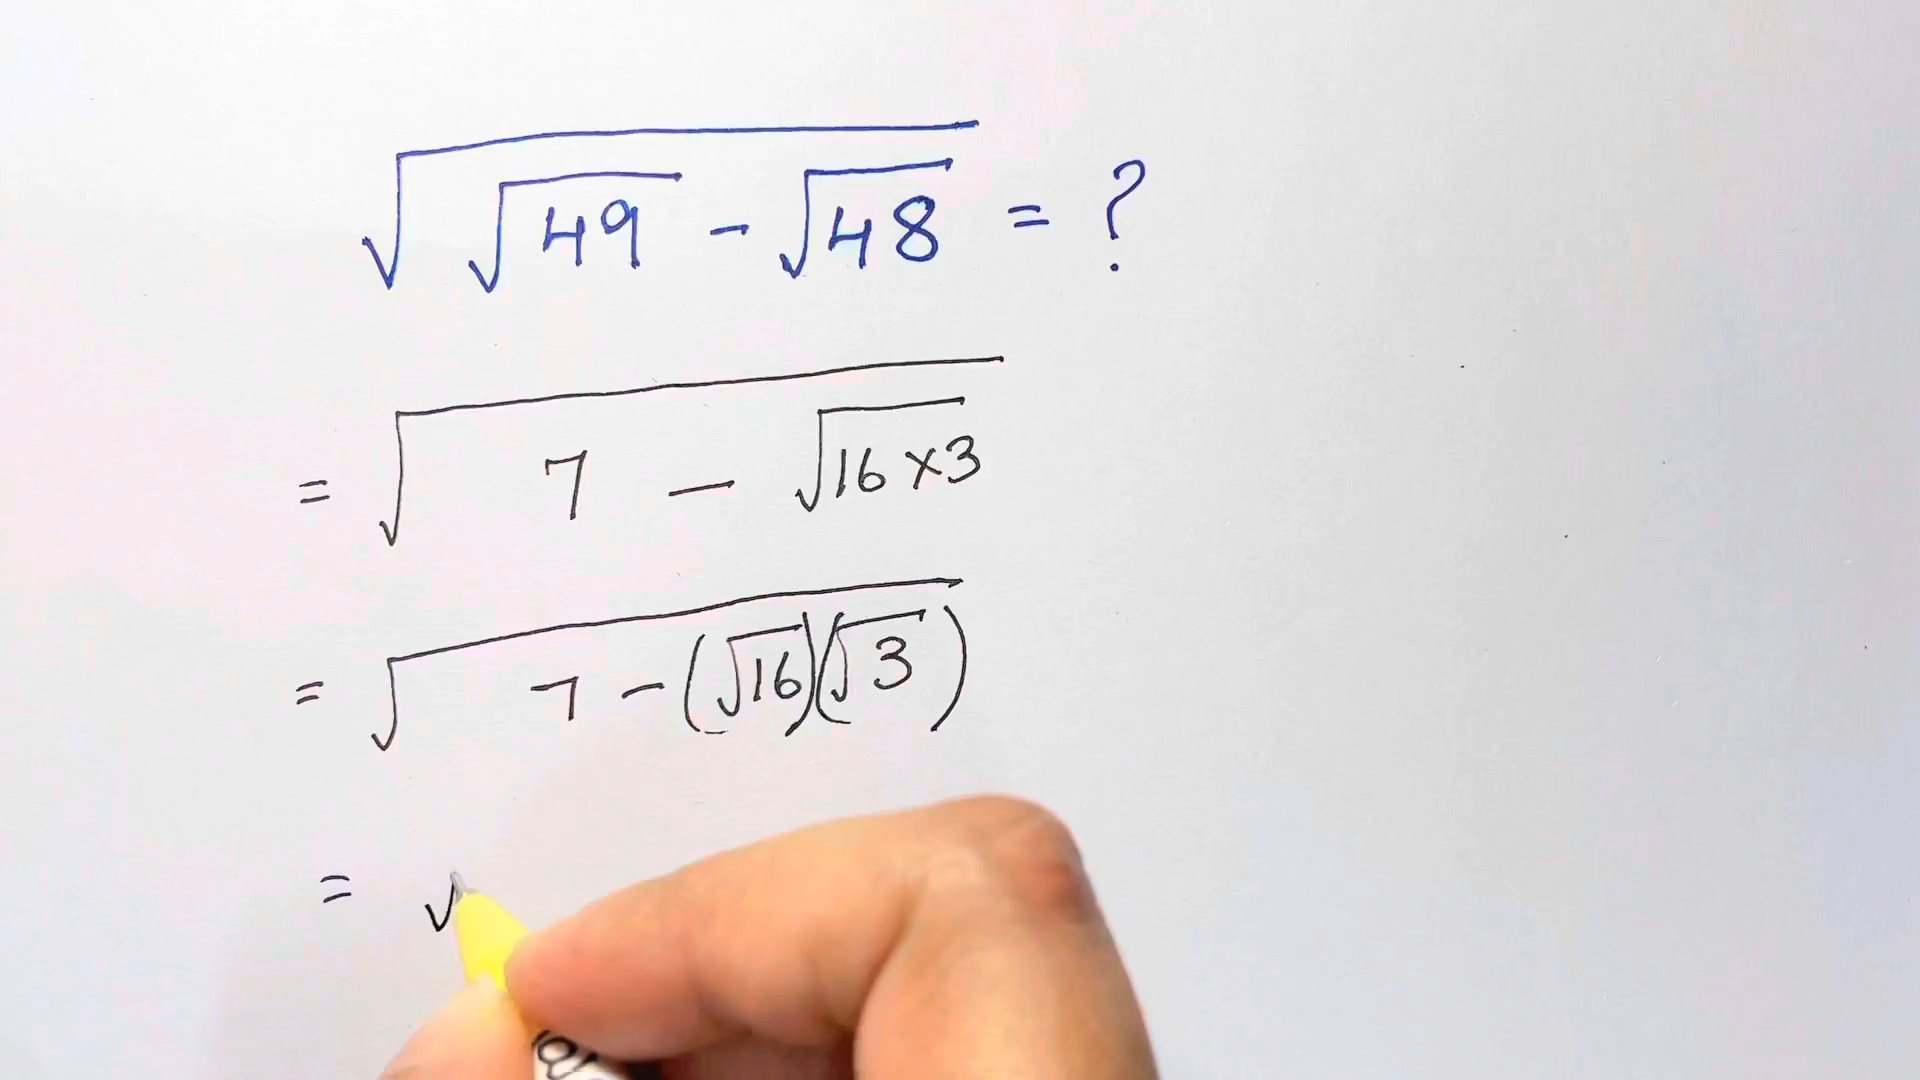 √(√49 - √48) = ?
= √(7 - √16×3)
= √(7 - (√16)(√3))
= √